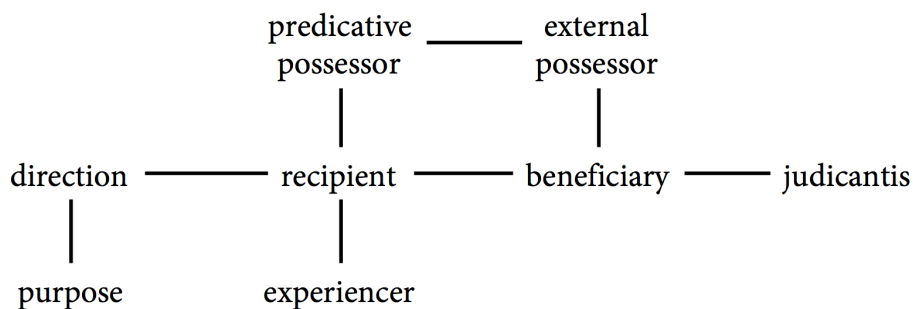 predicative external
possessor possessor
direction recipient beneficiary judicantis
purpose experiencer